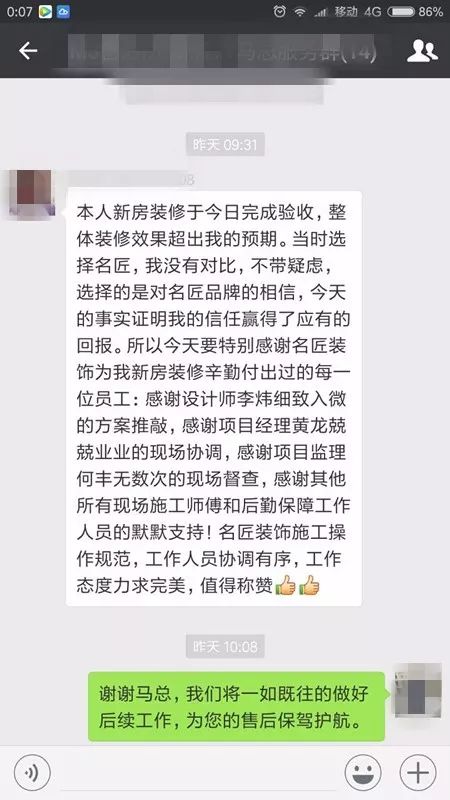 0:07
移动 4G 86%
昨天 09:31
本人新房装修于今日完成验收，整
体装修效果超出我的预期。当时选
择名匠，我没有对比，不带疑虑，
选择的是对名匠品牌的相信，今天
的事实证明我的信任赢得了应有的
回报。所以今天要特别感谢名匠装
饰为我新房装修辛勤付出过的每一
位员工：感谢设计师李炜细致入微
的方案推敲，感谢项目经理黄龙兢
兢业业的现场协调，感谢项目监理
何丰无数次的现场督查，感谢其他
所有现场施工师傅和后勤保障工作
人员的默默支持！名匠装饰施工操
作规范，工作人员协调有序，工作
态度力求完美，值得称赞👍👍
昨天 10:08
谢谢马总，我们将一如既往的做好
后续工作，为您的售后保驾护航。